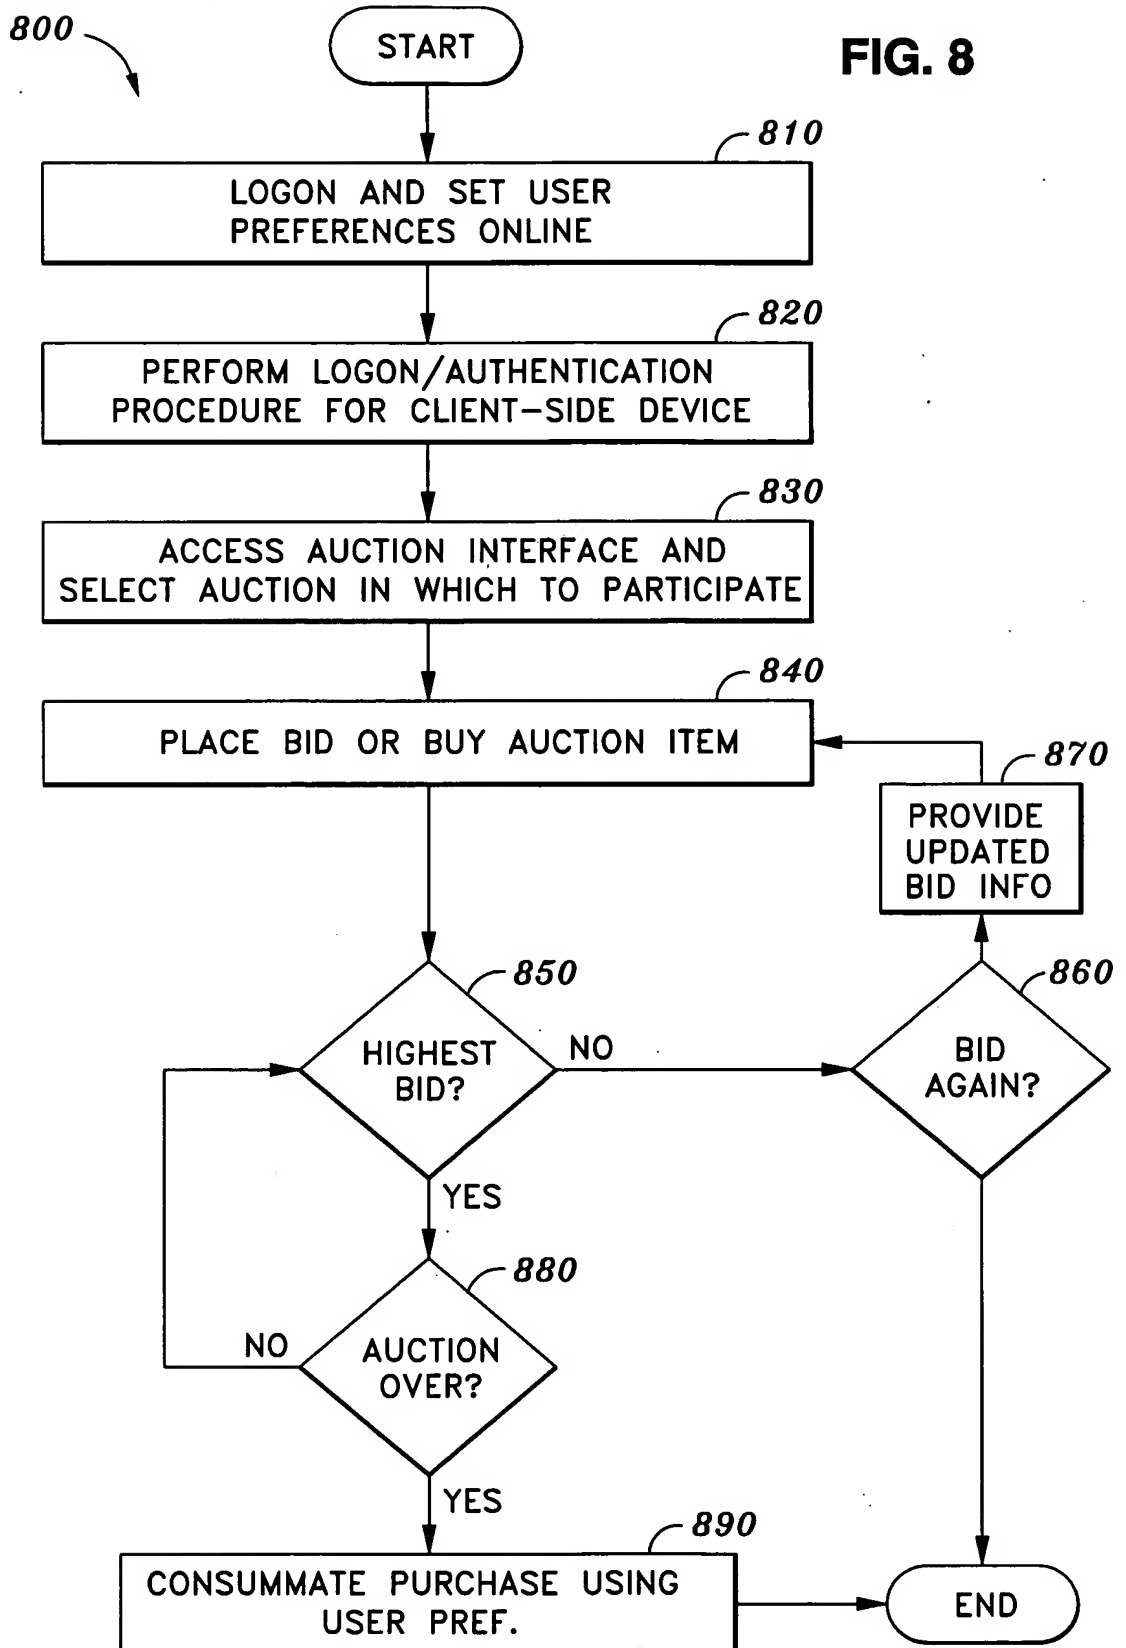 800
START
FIG. 8
810
LOGON AND SET USER
PREFERENCES ONLINE
820
PERFORM LOGON/AUTHENTICATION
PROCEDURE FOR CLIENT-SIDE DEVICE
830
ACCESS AUCTION INTERFACE AND
SELECT AUCTION IN WHICH TO PARTICIPATE
840
PLACE BID OR BUY AUCTION ITEM
870
PROVIDE
UPDATED
BID INFO
850
HIGHEST
BID?
NO
860
BID
AGAIN?
YES
880
AUCTION
OVER?
NO
YES
890
CONSUMMATE PURCHASE USING
USER PREF.
END